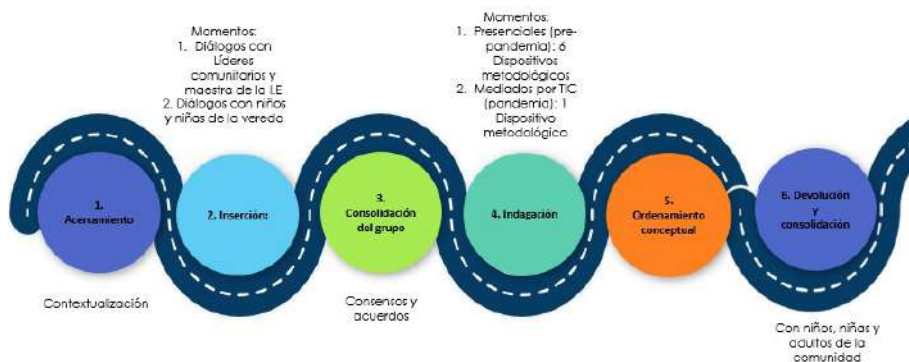 Momentos:
1. Diálogos con
Líderes
comunitarios y
maestra de la I.E
2. Diálogos con niños
y niñas de la vereda
Momentos:
1. Presenciales (pre-
pandemia): 6
Dispositivos
metodológicos
2. Mediados por TIC
(pandemia): 1
Dispositivo
metodológico
1.
Acercamiento
2. Inserción:
3.
Consolidación
del grupo
4. Indagación
5.
Ordenamiento
conceptual
6. Devolución
y
consolidación
Contextualización
Consensos y
acuerdos
Con niños, niñas y
adultos de la
comunidad